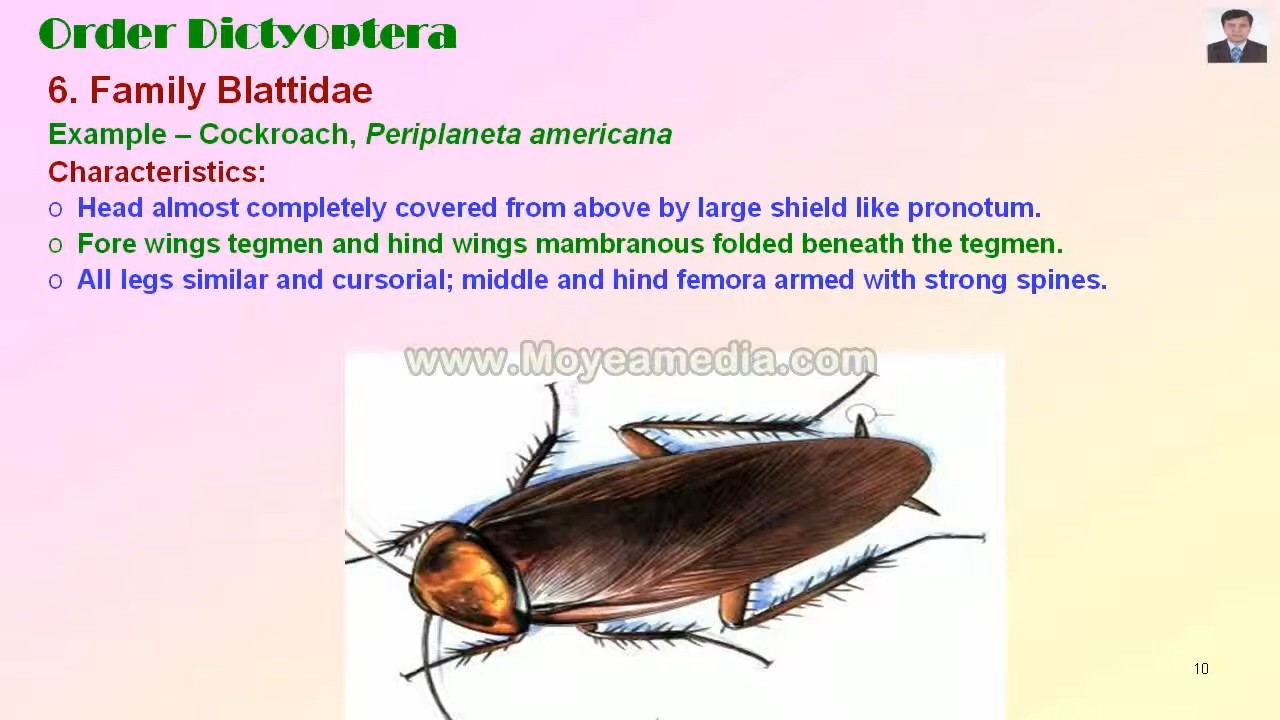 Order Dictyoptera
6. Family Blattidae
Example – Cockroach, Periplaneta americana
Characteristics:
o Head almost completely covered from above by large shield like pronotum.
o Fore wings tegmen and hind wings mambranous folded beneath the tegmen.
o All legs similar and cursorial; middle and hind femora armed with strong spines.
www.Moyeamedia.com
10